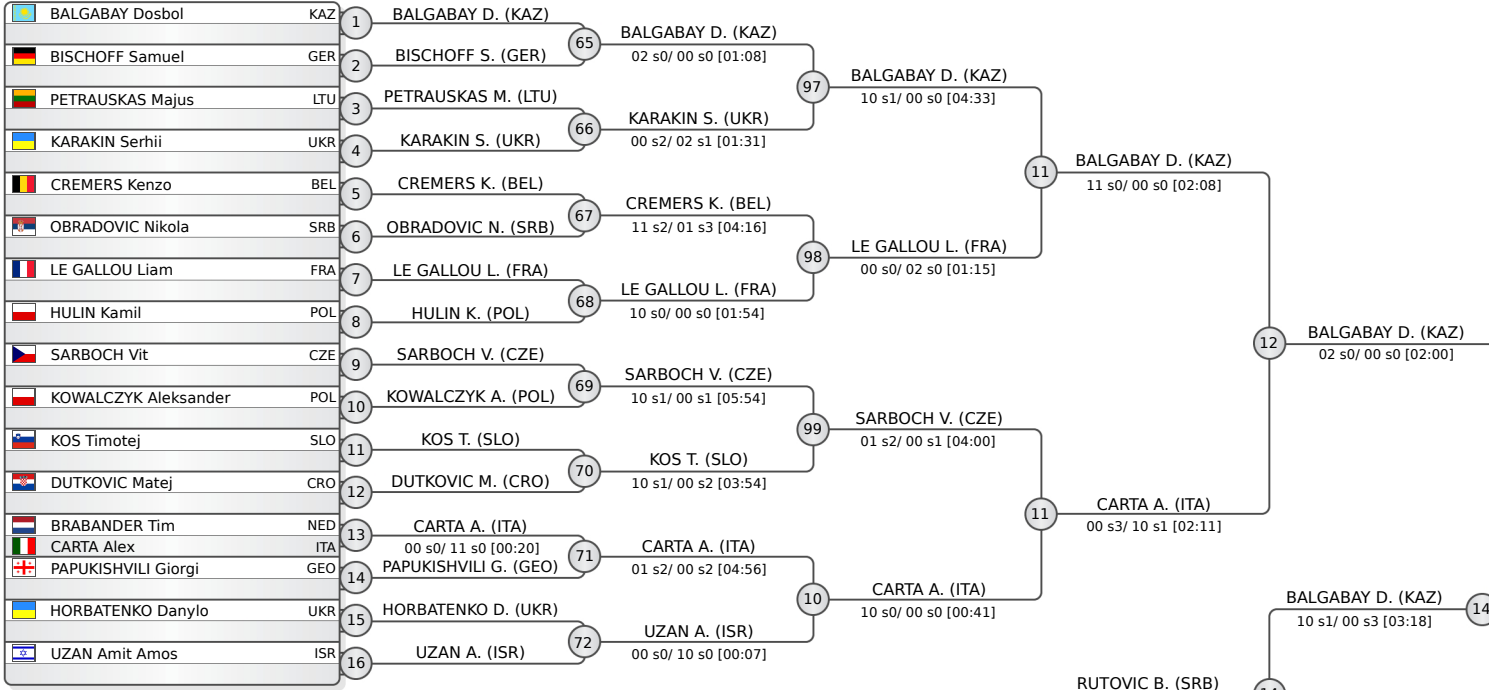 BALGABAY Dosbol KAZ
BISCHOFF Samuel GER
PETRAUSKAS Majus LTU
KARAKIN Serhii UKR
CREMERS Kenzo BEL
OBRADOVIC Nikola SRB
LE GALLOU Liam FRA
HULIN Kamil POL
SARBOCH Vit CZE
KOWALCZYK Aleksander POL
KOS Timotej SLO
DUTKOVIC Matej CRO
BRABANDER Tim NED
CARTA Alex ITA
PAPUKISHVILI Giorgi GEO
HORBATENKO Danylo UKR
UZAN Amit Amos ISR
1
2
3
4
5
6
7
8
9
10
11
12
13
14
15
16
BALGABAY D. (KAZ)
BISCHOFF S. (GER)
PETRAUSKAS M. (LTU)
KARAKIN S. (UKR)
CREMERS K. (BEL)
OBRADOVIC N. (SRB)
LE GALLOU L. (FRA)
HULIN K. (POL)
SARBOCH V. (CZE)
KOWALCZYK A. (POL)
KOS T. (SLO)
DUTKOVIC M. (CRO)
CARTA A. (ITA)
00 s0/ 11 s0 [00:20]
PAPUKISHVILI G. (GEO)
HORBATENKO D. (UKR)
UZAN A. (ISR)
65
66
67
68
69
70
71
72
BALGABAY D. (KAZ)
02 s0/ 00 s0 [01:08]
KARAKIN S. (UKR)
00 s2/ 02 s1 [01:31]
CREMERS K. (BEL)
11 s2/ 01 s3 [04:16]
LE GALLOU L. (FRA)
10 s0/ 00 s0 [01:54]
SARBOCH V. (CZE)
10 s1/ 00 s1 [05:54]
KOS T. (SLO)
10 s1/ 00 s2 [03:54]
CARTA A. (ITA)
01 s2/ 00 s2 [04:56]
UZAN A. (ISR)
00 s0/ 10 s0 [00:07]
97
98
99
10
BALGABAY D. (KAZ)
10 s1/ 00 s0 [04:33]
LE GALLOU L. (FRA)
00 s0/ 02 s0 [01:15]
SARBOCH V. (CZE)
01 s2/ 00 s1 [04:00]
CARTA A. (ITA)
10 s0/ 00 s0 [00:41]
11
11
BALGABAY D. (KAZ)
11 s0/ 00 s0 [02:08]
CARTA A. (ITA)
00 s3/ 10 s1 [02:11]
12
BALGABAY D. (KAZ)
02 s0/ 00 s0 [02:00]
BALGABAY D. (KAZ)
10 s1/ 00 s3 [03:18]
14
RUTOVIC B. (SRB)